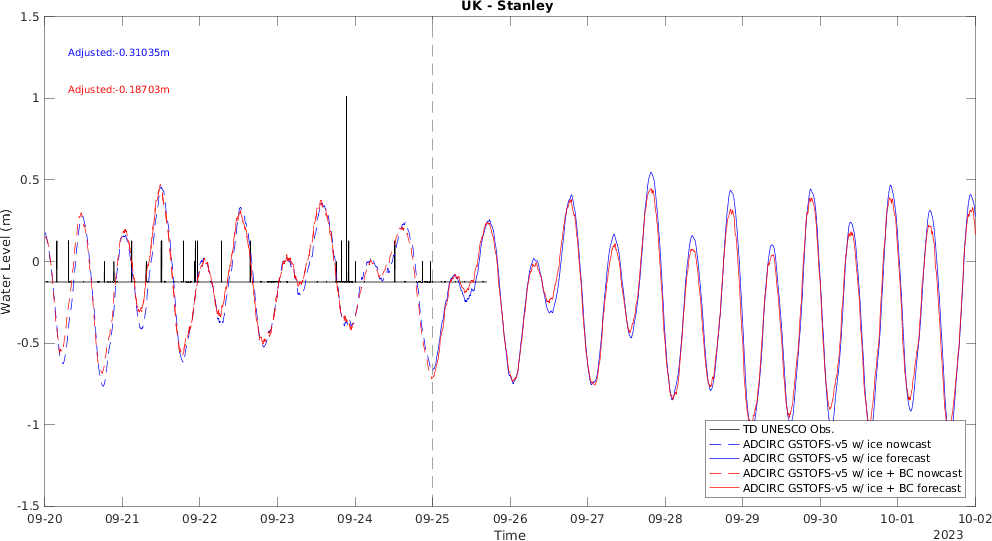 UK - Stanley
1.5
1
0.5
0
-0.5
-1
-1.5
Water Level (m)
Adjusted:-0.31035m
Adjusted:-0.18703m
TD UNESCO Obs.
ADCIRC GSTOFS-v5 w/ ice nowcast
ADCIRC GSTOFS-v5 w/ ice forecast
ADCIRC GSTOFS-v5 w/ ice + BC nowcast
ADCIRC GSTOFS-v5 w/ ice + BC forecast
09-20 09-21 09-22 09-23 09-24 09-25 09-26 09-27 09-28 09-29 09-30 10-01 10-02
Time
2023